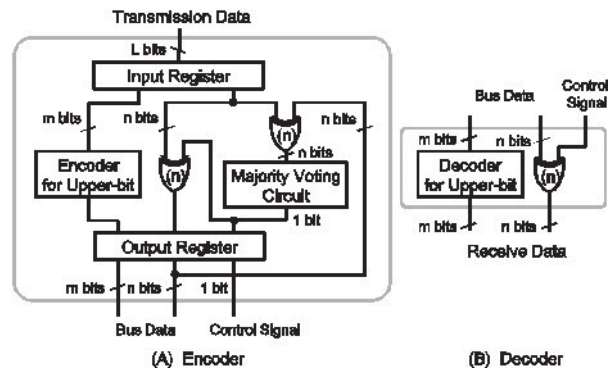 Transmission Data
L bits
Input Register
m bits
n bits
(n)
n bits
n bits
Encoder
for Upper-bit
(n)
Majority Voting
Circuit
1 bit
Output Register
m bits
n bits
1 bit
Bus Data
Control Signal
(A) Encoder
Bus Data
Control
Signal
m bits
n bits
Decoder
for Upper-bit
(n)
m bits
n bits
Receive Data
(B) Decoder